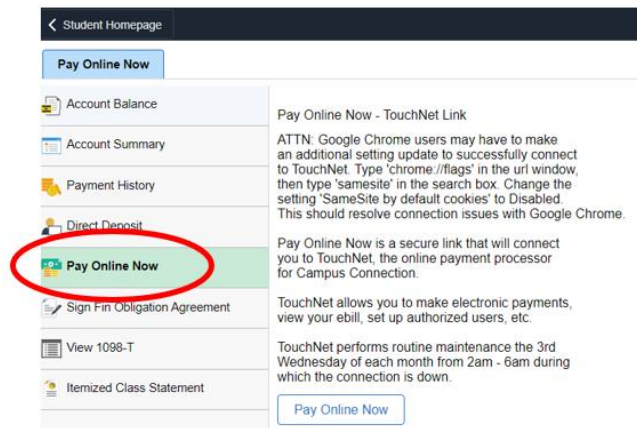 Student Homepage
Pay Online Now
Account Balance
Account Summary
Payment History
Direct Deposit
Pay Online Now
Sign Fin Obligation Agreement
View 1098-T
Itemized Class Statement
Pay Online Now - TouchNet Link
ATTN: Google Chrome users may have to make
an additional setting update to successfully connect
to TouchNet. Type 'chrome://flags' in the url window,
then type 'samesite' in the search box. Change the
setting 'SameSite by default cookies' to Disabled.
This should resolve connection issues with Google Chrome.
Pay Online Now is a secure link that will connect
you to TouchNet, the online payment processor
for Campus Connection.
TouchNet allows you to make electronic payments,
view your ebill, set up authorized users, etc.
TouchNet performs routine maintenance the 3rd
Wednesday of each month from 2am - 6am during
which the connection is down.
Pay Online Now